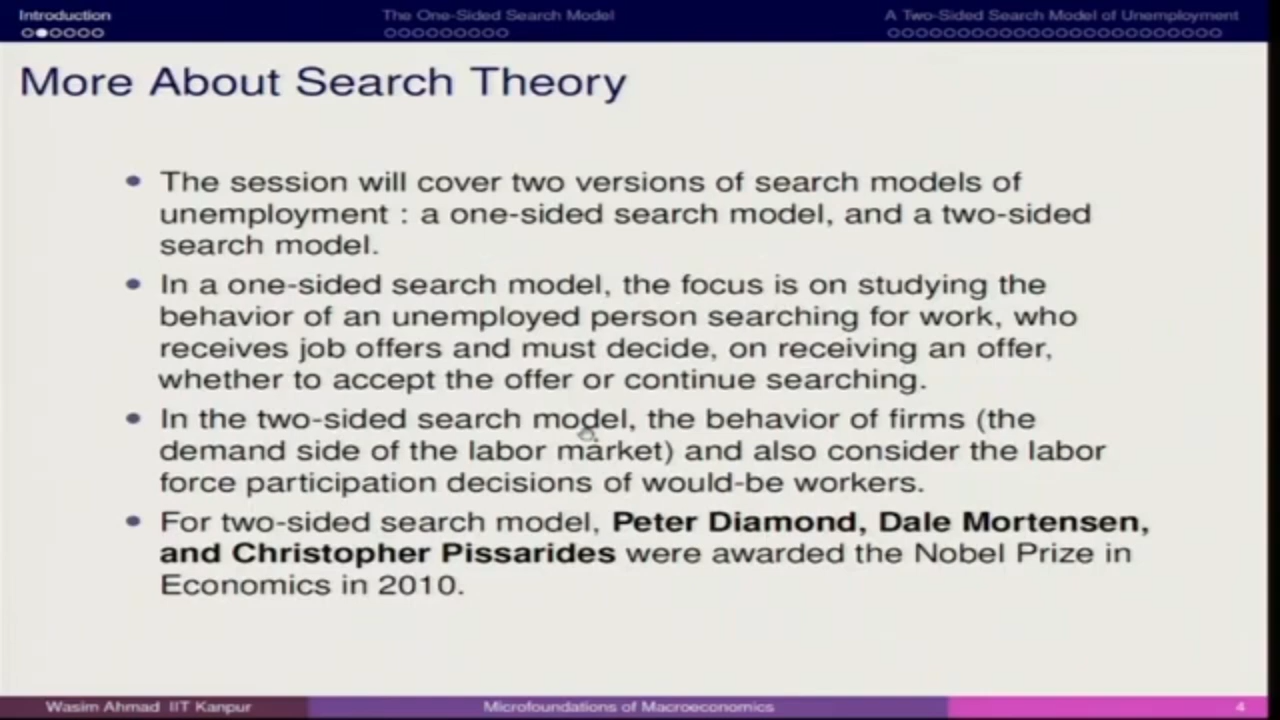 Introduction
The One-Sided Search Model
A Two-Sided Search Model of Unemployment
More About Search Theory
The session will cover two versions of search models of
unemployment : a one-sided search model, and a two-sided
search model.
In a one-sided search model, the focus is on studying the
behavior of an unemployed person searching for work, who
receives job offers and must decide, on receiving an offer,
whether to accept the offer or continue searching.
In the two-sided search model, the behavior of firms (the
demand side of the labor market) and also consider the labor
force participation decisions of would-be workers.
For two-sided search model, Peter Diamond, Dale Mortensen,
and Christopher Pissarides were awarded the Nobel Prize in
Economics in 2010.
Wasim Ahmad IIT Kanpur
Microfoundations of Macroeconomics
4